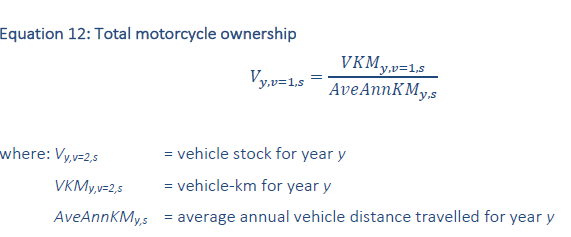 Equation 12: Total motorcycle ownership
V_{y,v=1,s} = \frac{VKM_{y,v=1,s}}{AveAnnKM_{y,s}}
where: V_{y,v=2,s} = vehicle stock for year y
VKM_{y,v=2,s} = vehicle-km for year y
AveAnnKM_{y,s} = average annual vehicle distance travelled for year y